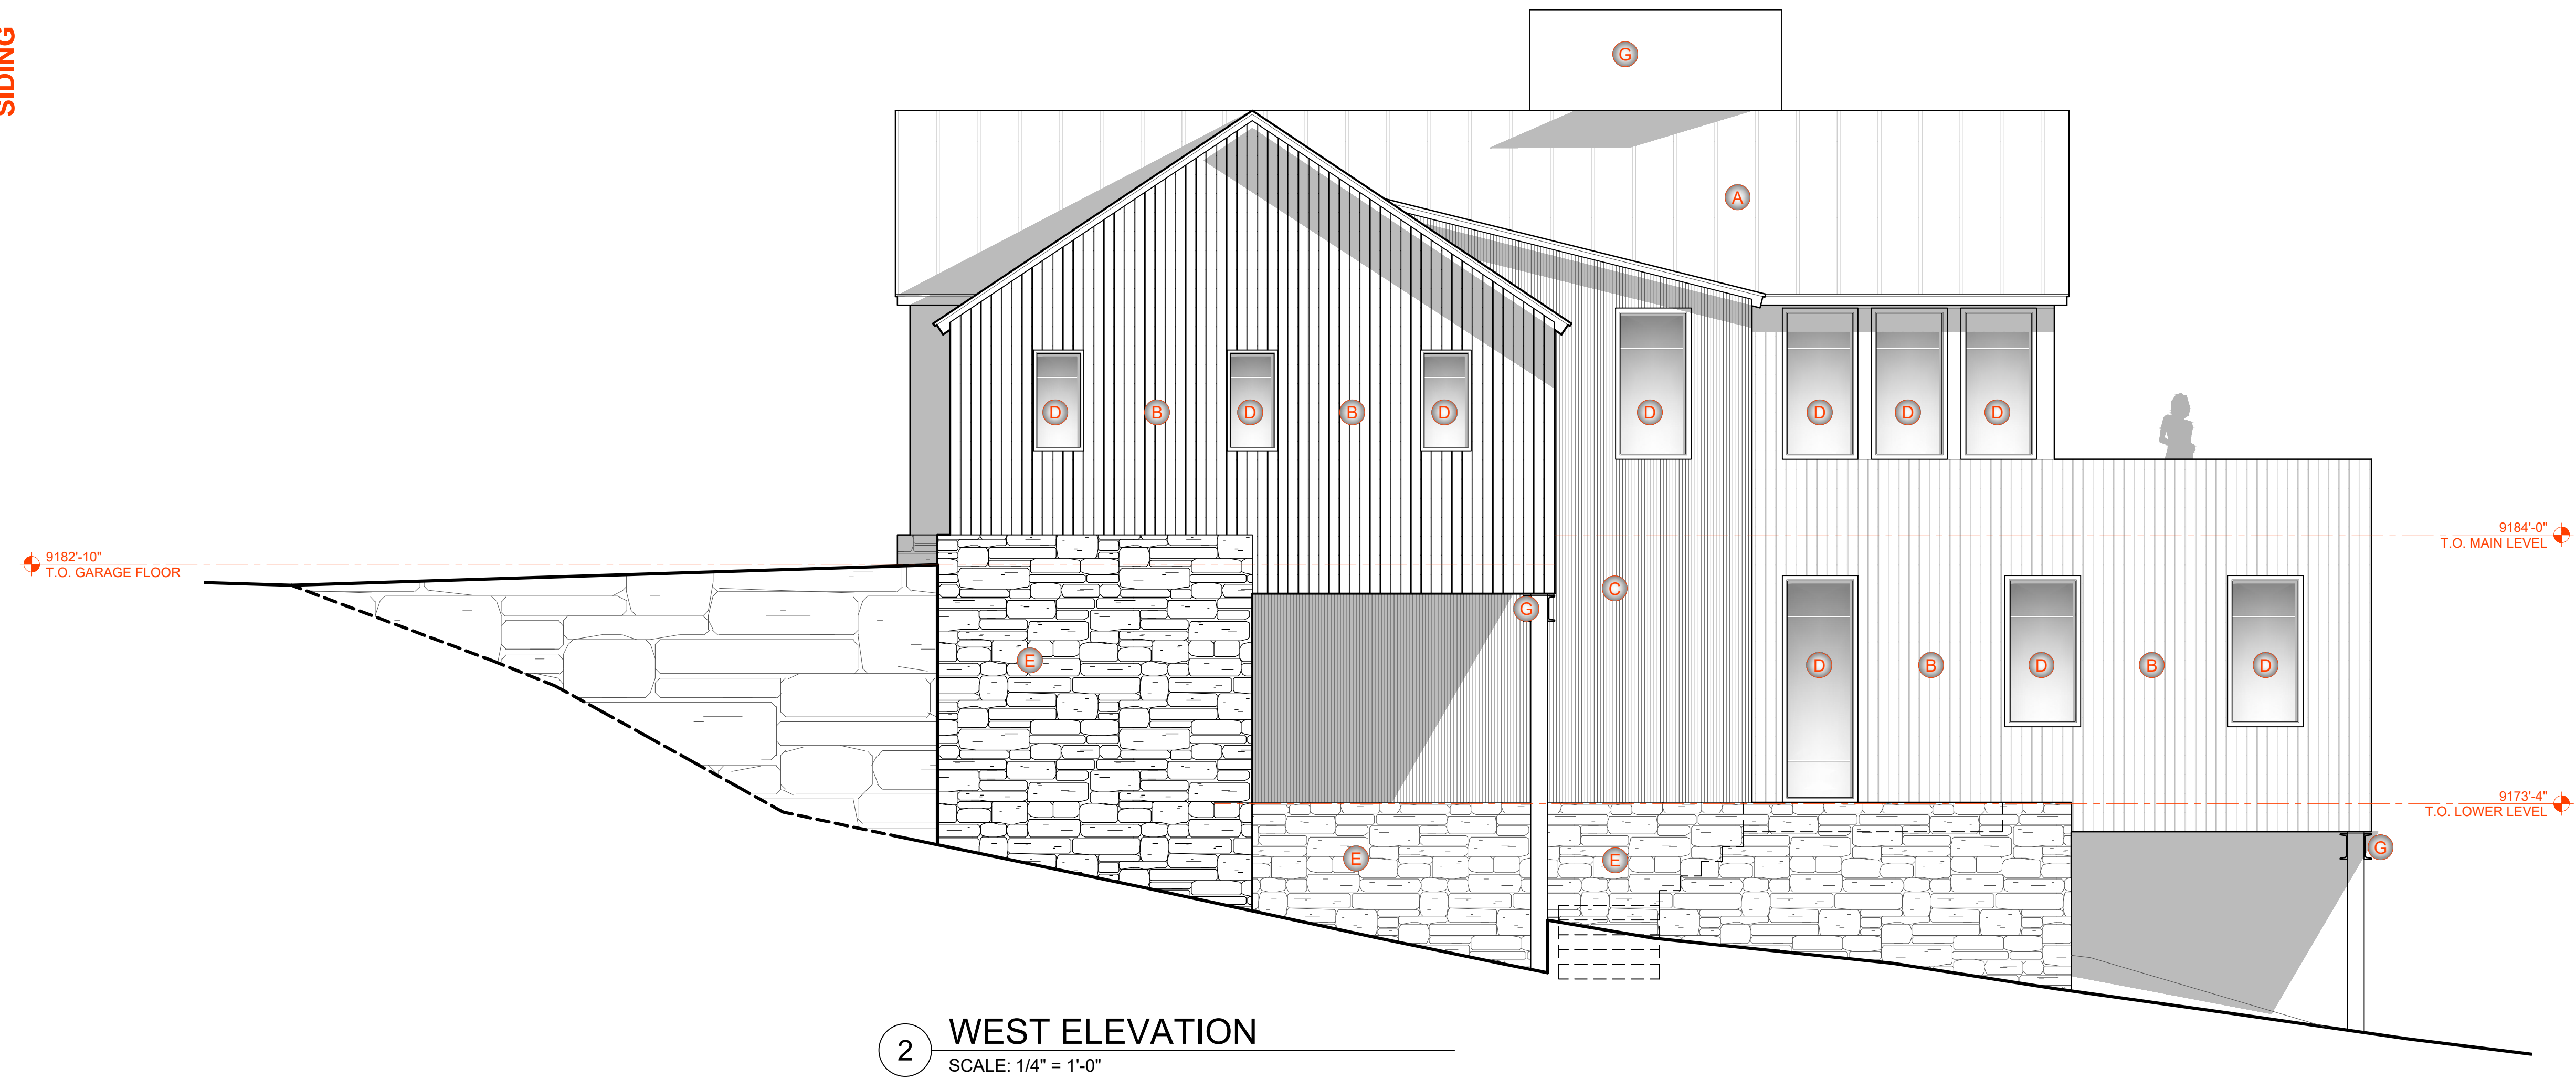 SIDING
G
A
D
B
D
B
D
D
D
D
D
9182'-10"
T.O. GARAGE FLOOR
9184'-0"
T.O. MAIN LEVEL
C
G
E
D
B
D
B
D
9173'-4"
T.O. LOWER LEVEL
E
E
G
2
WEST ELEVATION
SCALE: 1/4" = 1'-0"